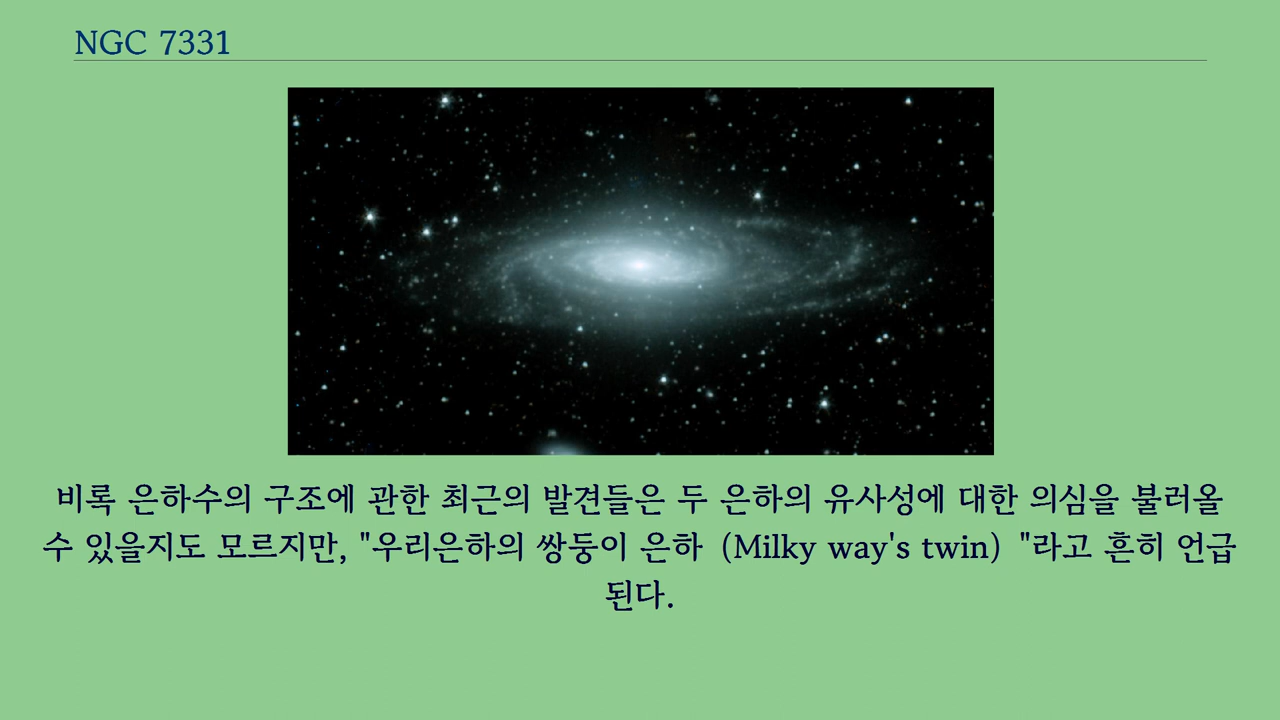 NGC 7331
비록 은하수의 구조에 관한 최근의 발견들은 두 은하의 유사성에 대한 의심을 불러올
수 있을지도 모르지만, "우리은하의 쌍둥이 은하 (Milky way's twin) "라고 흔히 언급
된다.